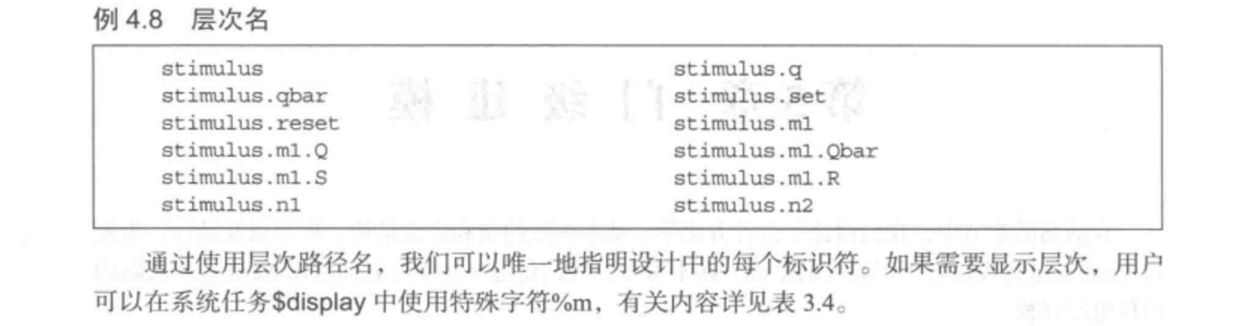 例 4.8 层次名
stimulus stimulus.q
stimulus.qbar stimulus.set
stimulus.reset stimulus.m1
stimulus.m1.Q stimulus.m1.Qbar
stimulus.m1.S stimulus.m1.R
stimulus.n1 stimulus.n2
通过使用层次路径名，我们可以唯一地指明设计中的每个标识符。如果需要显示层次，用户
可以在系统任务$display 中使用特殊字符%m，有关内容详见表 3.4。